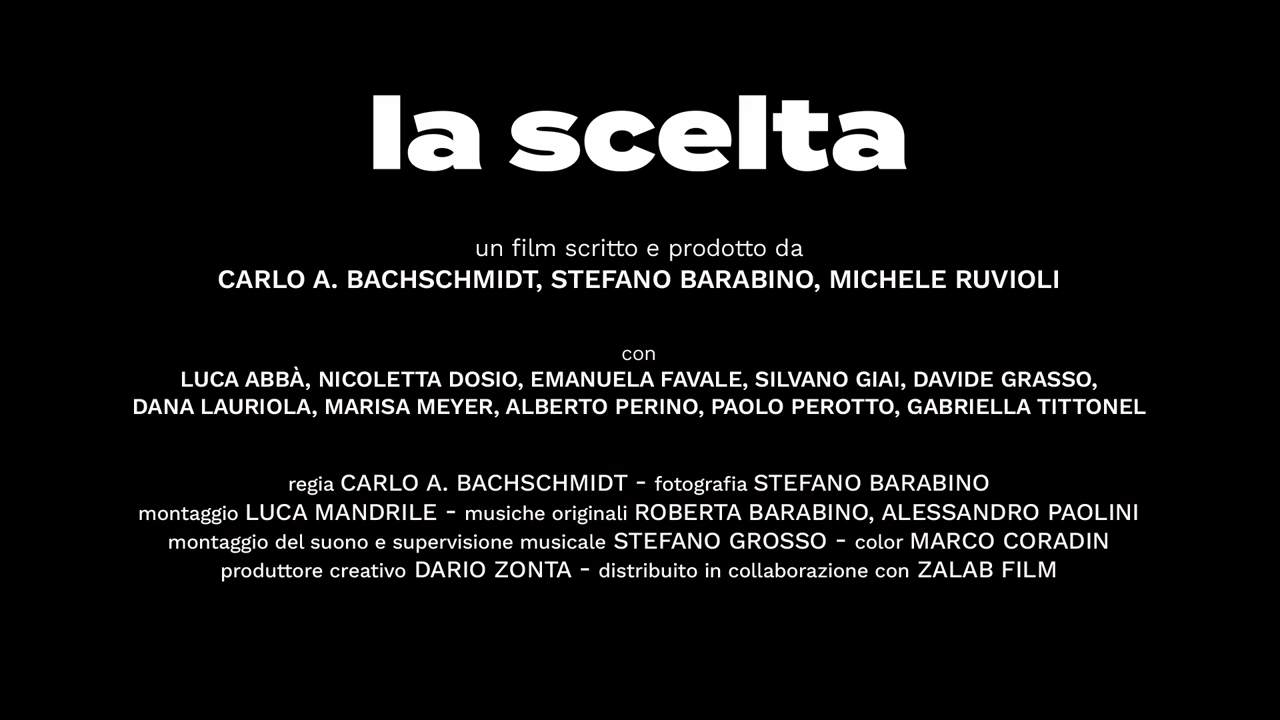 la scelta
un film scritto e prodotto da
CARLO A. BACHSCHMIDT, STEFANO BARABINO, MICHELE RUVIOLI
con
LUCA ABBÀ, NICOLETTA DOSIO, EMANUELA FAVALE, SILVANO GIAI, DAVIDE GRASSO,
DANA LAURIOLA, MARISA MEYER, ALBERTO PERINO, PAOLO PEROTTO, GABRIELLA TITTONEL
regia CARLO A. BACHSCHMIDT - fotografia STEFANO BARABINO
montaggio LUCA MANDRILE - musiche originali ROBERTA BARABINO, ALESSANDRO PAOLINI
montaggio del suono e supervisione musicale STEFANO GROSSO - color MARCO CORADIN
produttore creativo DARIO ZONTA - distribuito in collaborazione con ZALAB FILM